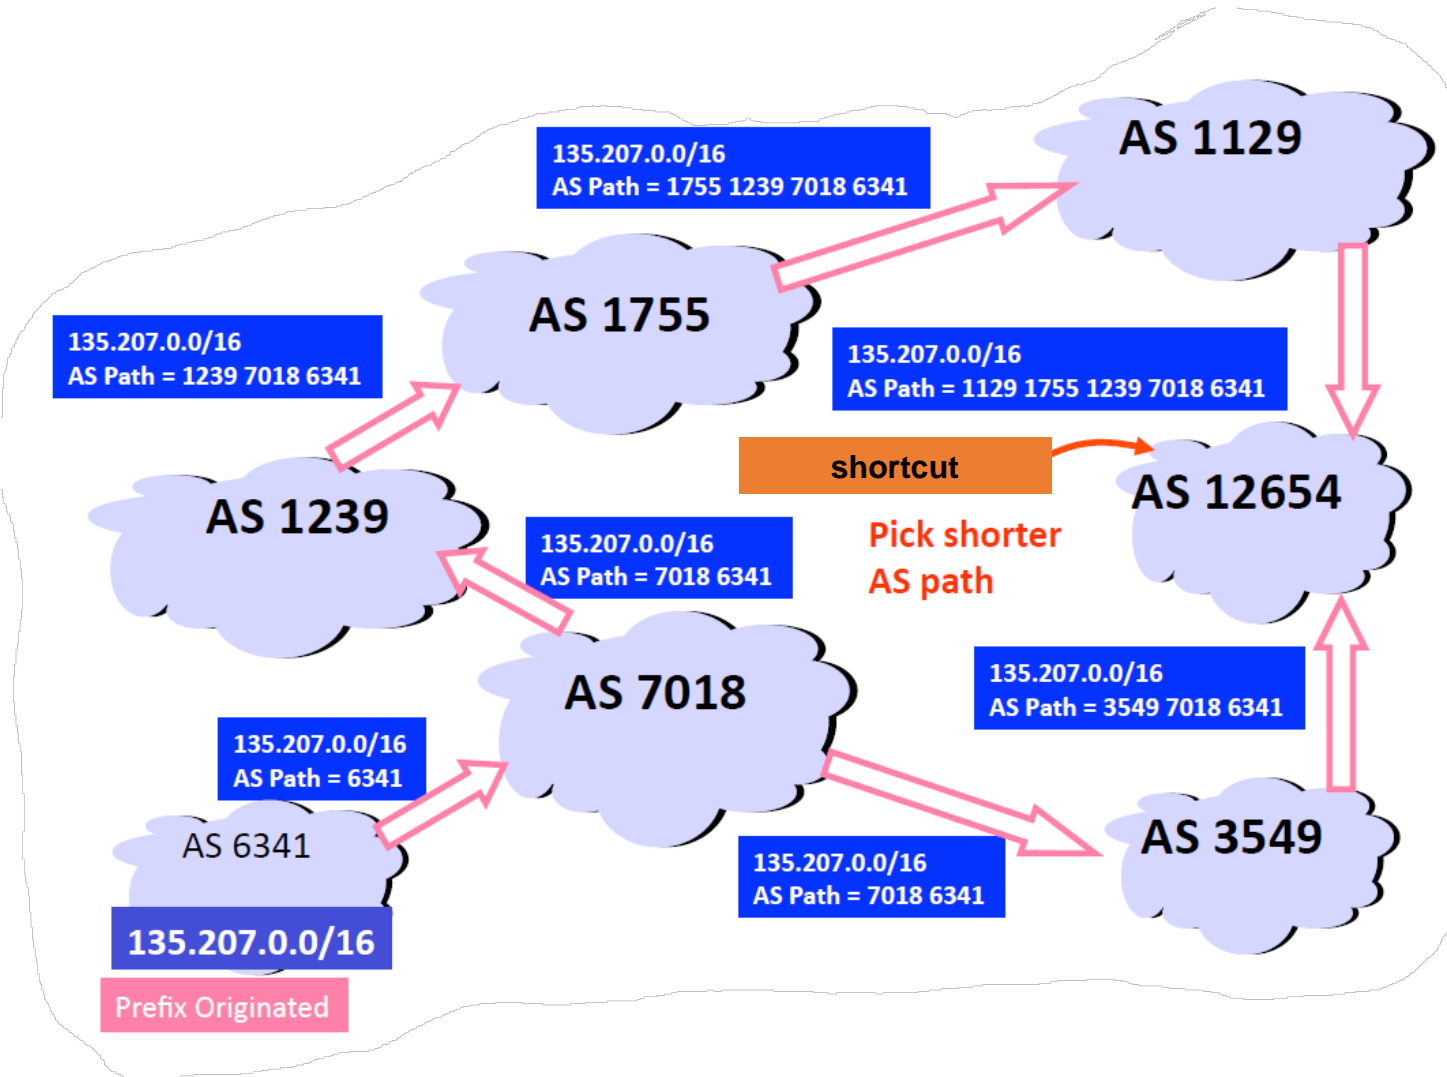 AS 1129
135.207.0.0/16
AS Path = 1755 1239 7018 6341
AS 1755
135.207.0.0/16
AS Path = 1239 7018 6341
135.207.0.0/16
AS Path = 1129 1755 1239 7018 6341
shortcut
AS 12654
AS 1239
Pick shorter
AS path
135.207.0.0/16
AS Path = 7018 6341
AS 7018
135.207.0.0/16
AS Path = 3549 7018 6341
135.207.0.0/16
AS Path = 6341
AS 6341
AS 3549
135.207.0.0/16
AS Path = 7018 6341
135.207.0.0/16
Prefix Originated